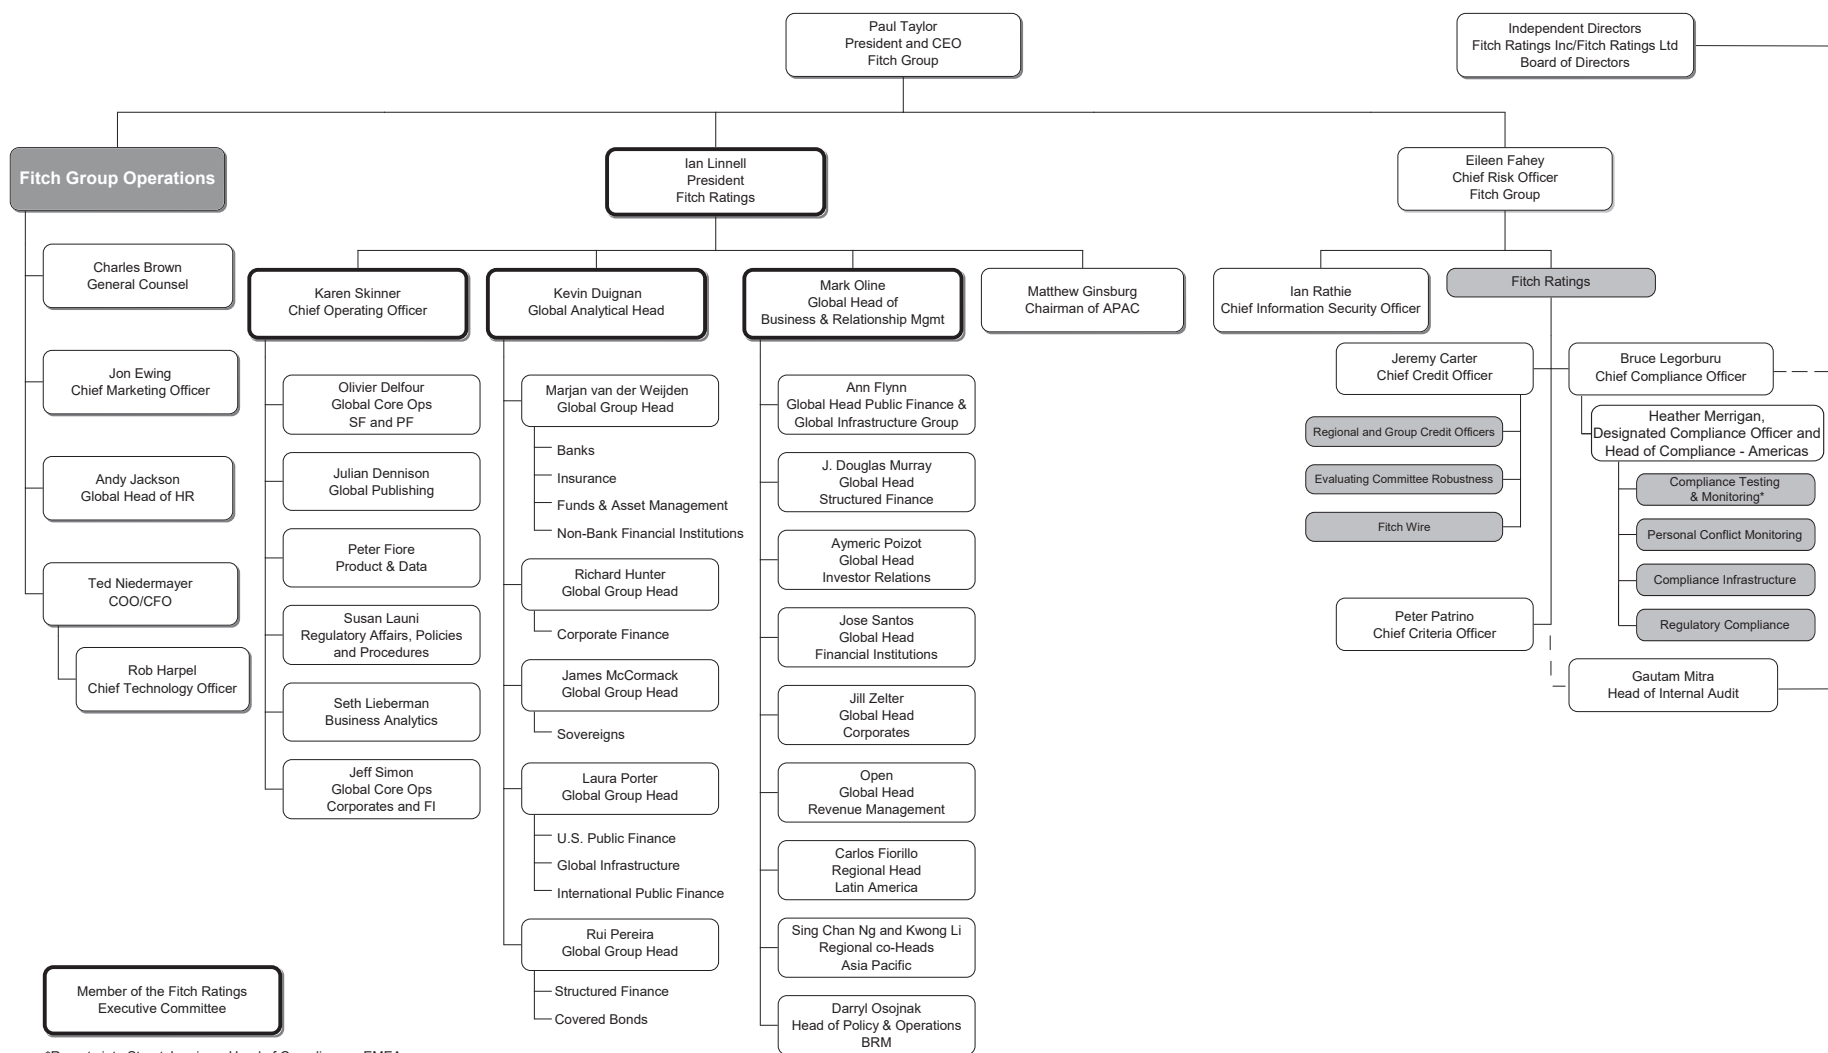 Paul Taylor
President and CEO
Fitch Group
Independent Directors
Fitch Ratings Inc/Fitch Ratings Ltd
Board of Directors
Fitch Group Operations
Ian Linnell
President
Fitch Ratings
Eileen Fahey
Chief Risk Officer
Fitch Group
Charles Brown
General Counsel
Jon Ewing
Chief Marketing Officer
Andy Jackson
Global Head of HR
Ted Niedermayer
COO/CFO
Rob Harpel
Chief Technology Officer
Karen Skinner
Chief Operating Officer
Olivier Delfour
Global Core Ops
SF and PF
Julian Dennison
Global Publishing
Peter Fiore
Product & Data
Susan Launi
Regulatory Affairs, Policies
and Procedures
Seth Lieberman
Business Analytics
Jeff Simon
Global Core Ops
Corporates and FI
Kevin Duignan
Global Analytical Head
Marjan van der Weijden
Global Group Head
Banks
Insurance
Funds & Asset Management
Non-Bank Financial Institutions
Richard Hunter
Global Group Head
Corporate Finance
James McCormack
Global Group Head
Sovereigns
Laura Porter
Global Group Head
U.S. Public Finance
Global Infrastructure
International Public Finance
Rui Pereira
Global Group Head
Structured Finance
Covered Bonds
Mark Oline
Global Head of
Business & Relationship Mgmt
Ann Flynn
Global Head Public Finance &
Global Infrastructure Group
J. Douglas Murray
Global Head
Structured Finance
Aymeric Poizot
Global Head
Investor Relations
Jose Santos
Global Head
Financial Institutions
Jill Zelter
Global Head
Corporates
Open
Global Head
Revenue Management
Carlos Fiorillo
Regional Head
Latin America
Sing Chan Ng and Kwong Li
Regional co-Heads
Asia Pacific
Darryl Osojnak
Head of Policy & Operations
BRM
Matthew Ginsburg
Chairman of APAC
Ian Rathie
Chief Information Security Officer
Fitch Ratings
Jeremy Carter
Chief Credit Officer
Regional and Group Credit Officers
Evaluating Committee Robustness
Fitch Wire
Peter Patrino
Chief Criteria Officer
Bruce Legorburu
Chief Compliance Officer
Heather Merrigan,
Designated Compliance Officer and
Head of Compliance - Americas
Compliance Testing
& Monitoring*
Personal Conflict Monitoring
Compliance Infrastructure
Regulatory Compliance
Gautam Mitra
Head of Internal Audit
Member of the Fitch Ratings
Executive Committee